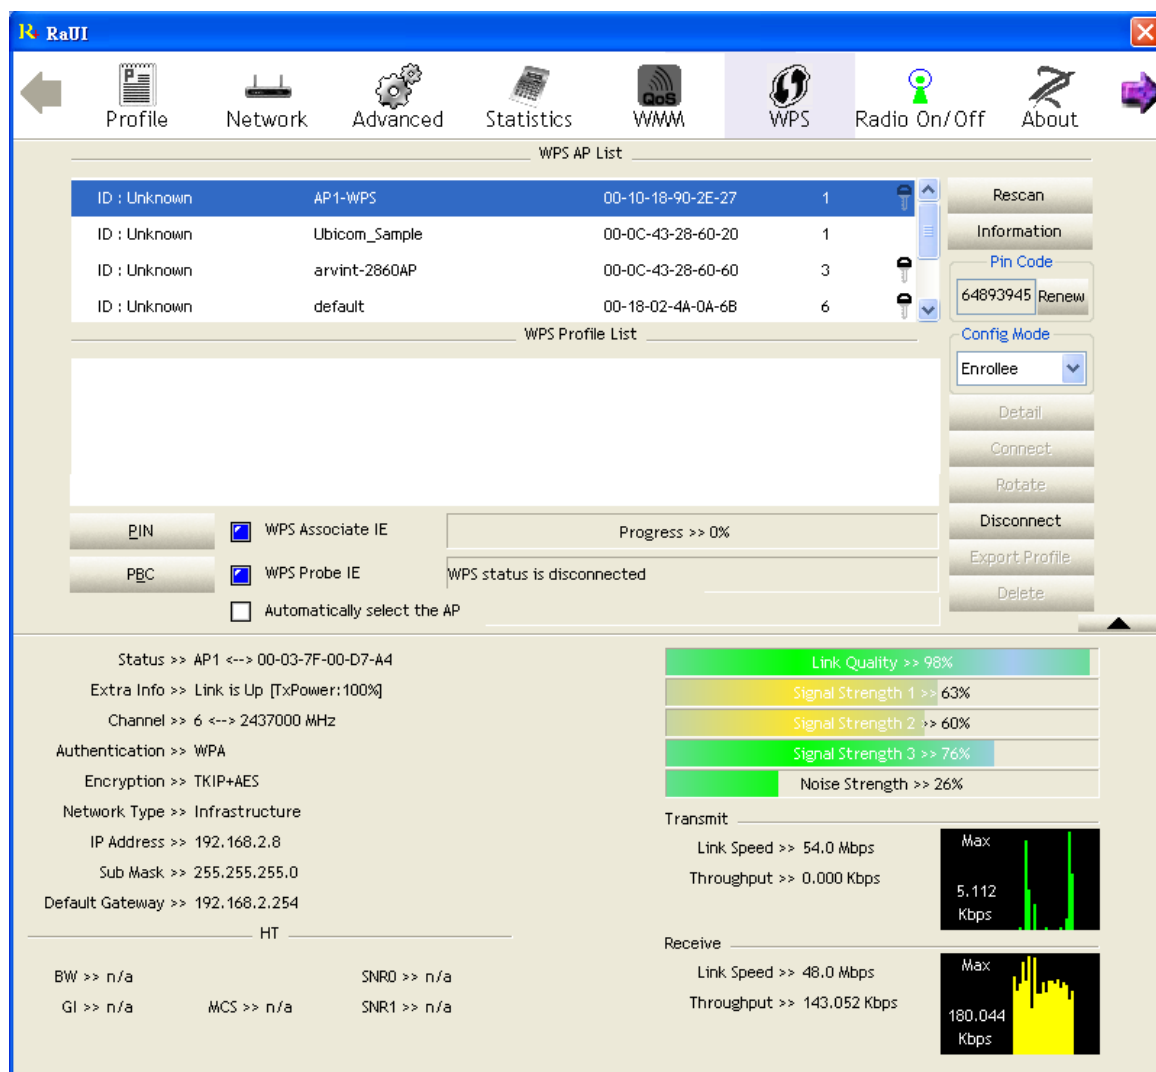 RaUI
Profile Network Advanced Statistics QoS WMM WPS Radio On/Off About
WPS AP List
ID : Unknown AP1-WPS 00-10-18-90-2E-27 1
ID : Unknown Ubicom_Sample 00-0C-43-28-60-20 1
ID : Unknown arvint-2860AP 00-0C-43-28-60-60 3
ID : Unknown default 00-18-02-4A-0A-6B 6
Rescan
Information
Pin Code
64893945 Renew
WPS Profile List
Config Mode
Enrollee
Detail
Connect
Rotate
Disconnect
Export Profile
Delete
PIN WPS Associate IE Progress >> 0%
PBC WPS Probe IE WPS status is disconnected
Automatically select the AP
Status >> AP1 <--> 00-03-7F-00-D7-A4
Extra Info >> Link is Up [TxPower:100%]
Channel >> 6 <--> 2437000 MHz
Authentication >> WPA
Encryption >> TKIP+AES
Network Type >> Infrastructure
IP Address >> 192.168.2.8
Sub Mask >> 255.255.255.0
Default Gateway >> 192.168.2.254
HT
BW >> n/a SNR0 >> n/a
GI >> n/a MCS >> n/a SNR1 >> n/a
Link Quality >> 98%
Signal Strength 1 >> 63%
Signal Strength 2 >> 60%
Signal Strength 3 >> 76%
Noise Strength >> 26%
Transmit
Link Speed >> 54.0 Mbps
Throughput >> 0.000 Kbps
Max
5.112
Kbps
Receive
Link Speed >> 48.0 Mbps
Throughput >> 143.052 Kbps
Max
180.044
Kbps